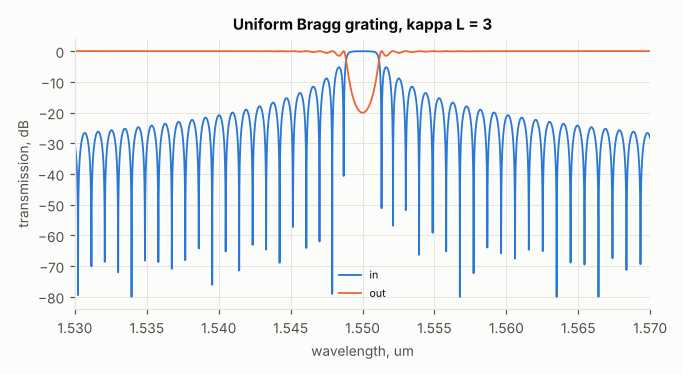 Uniform Bragg grating, kappa L = 3
transmission, dB
0
−10
−20
−30
−40
−50
−60
−70
−80
in
out
1.530 1.535 1.540 1.545 1.550 1.555 1.560 1.565 1.570
wavelength, um